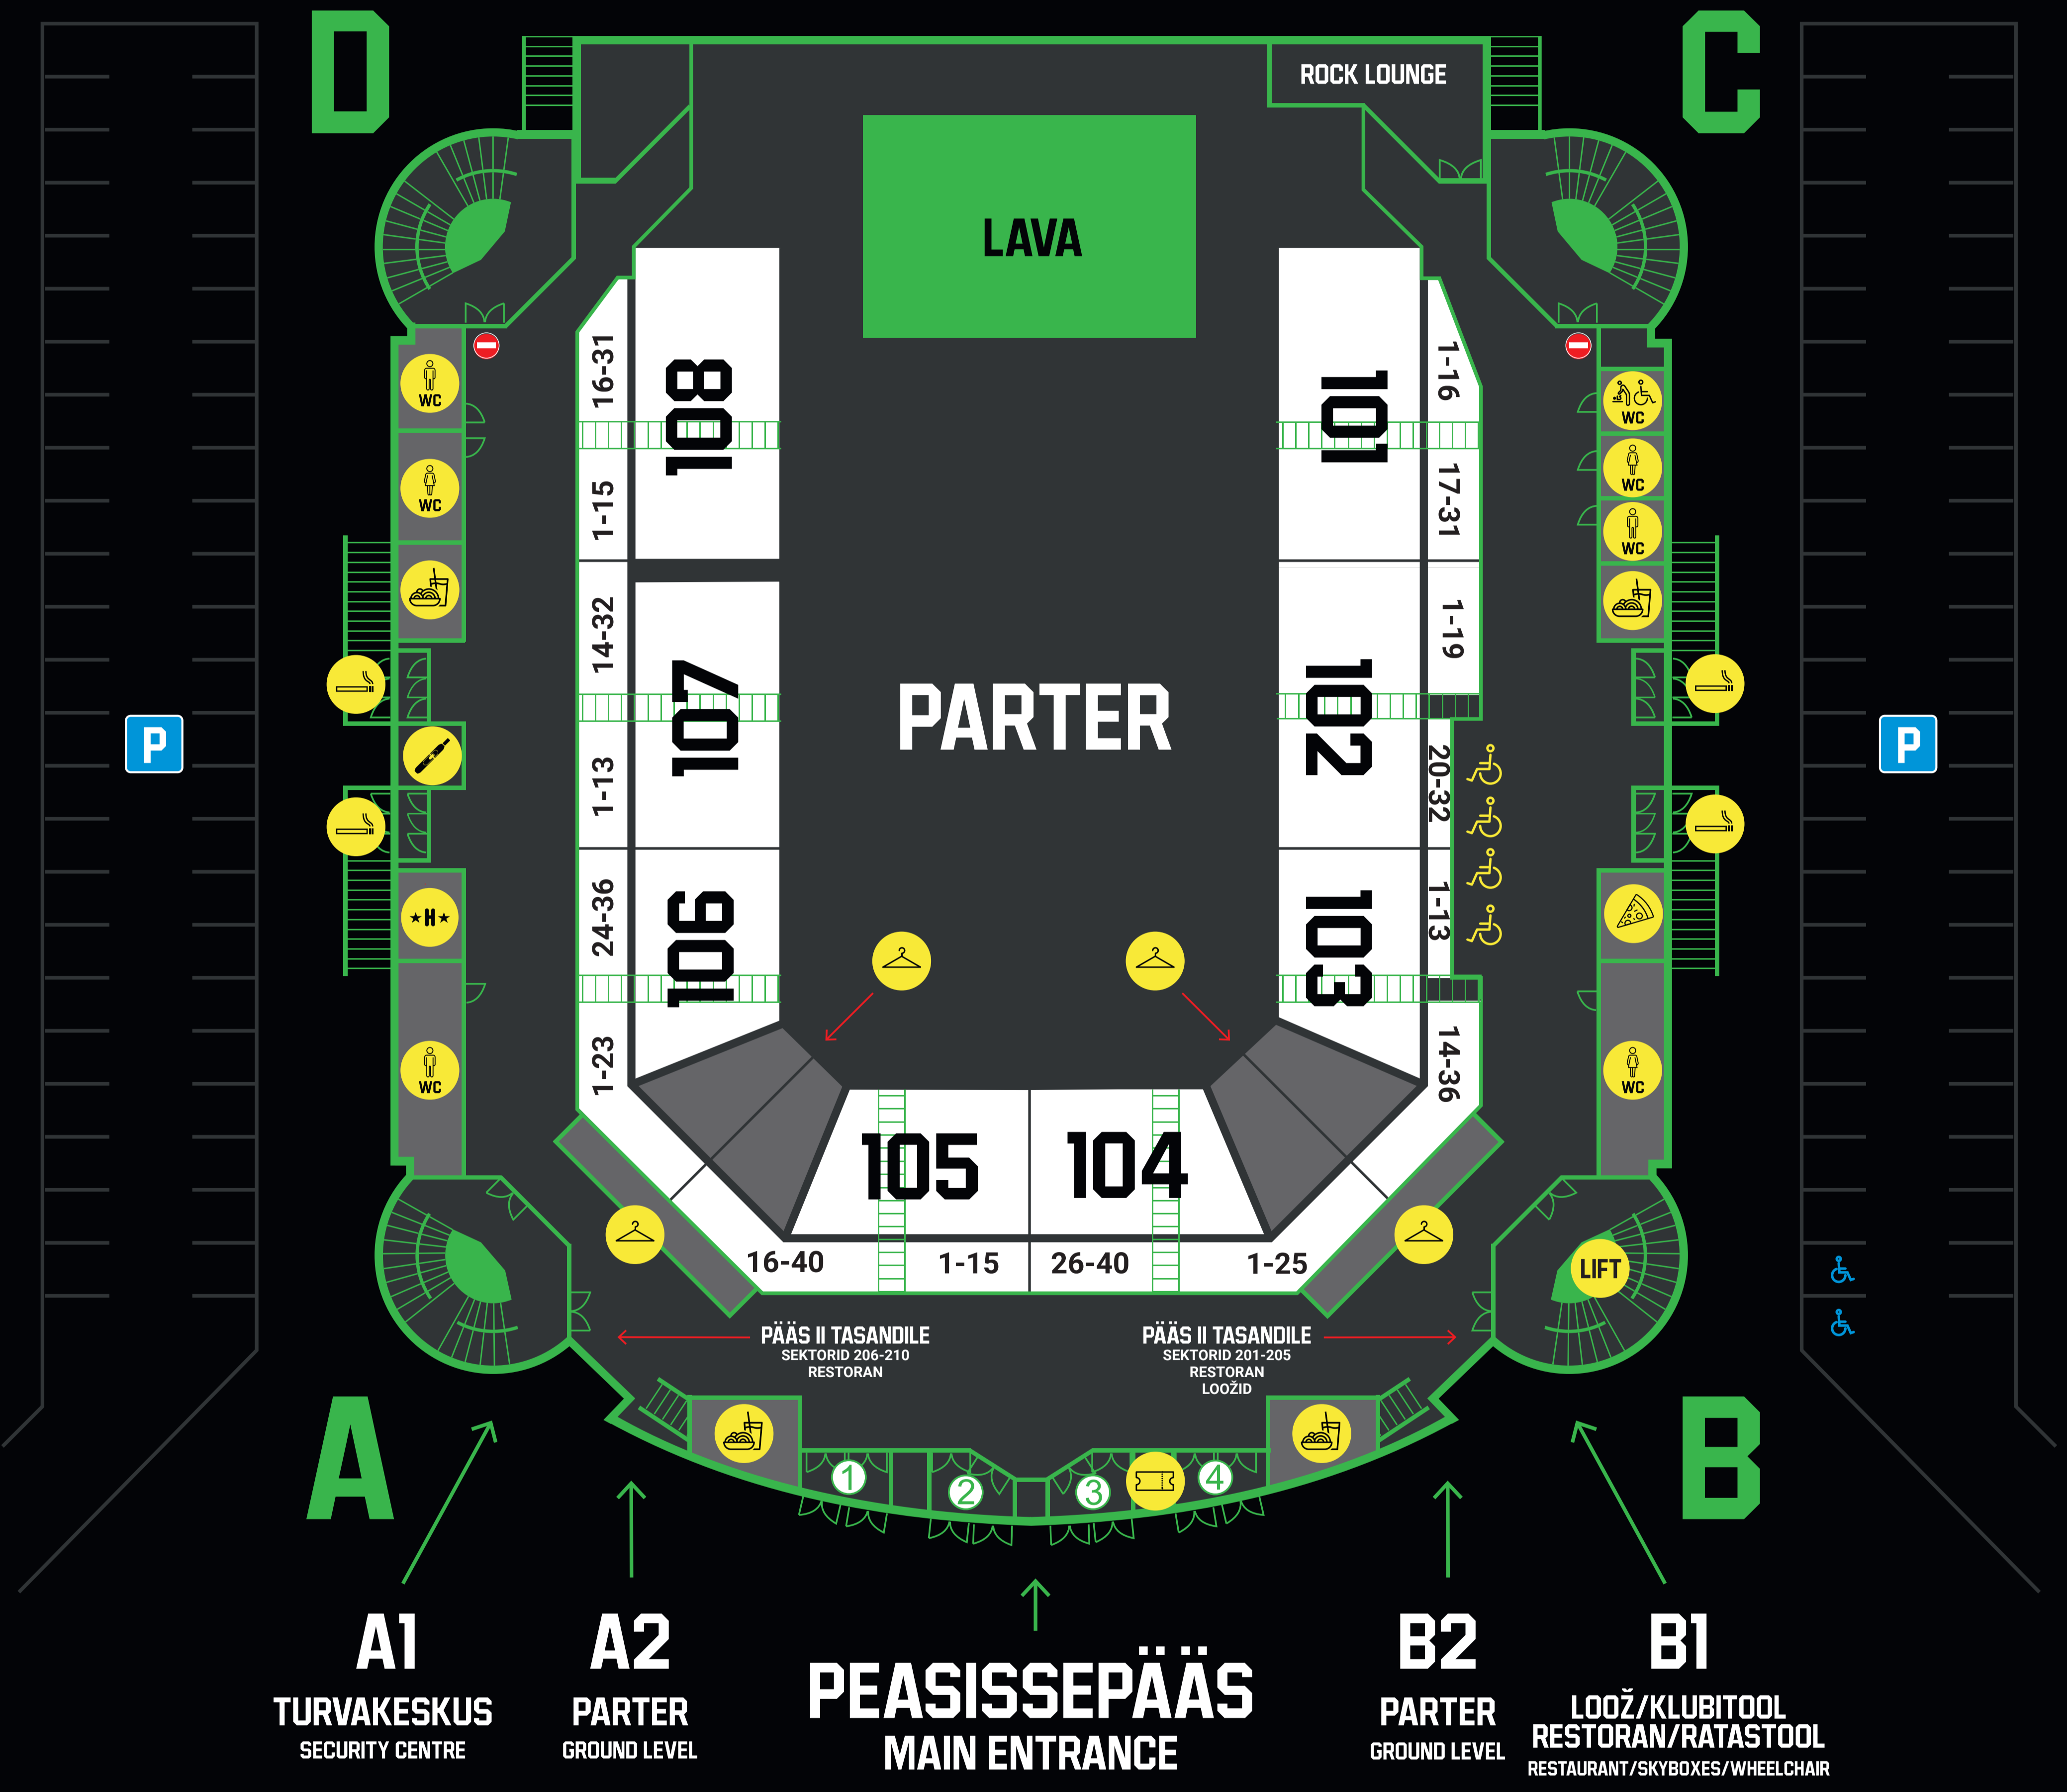 D
C
ROCK LOUNGE
LAVA
16-31
108
101
1-16
WC
WC
1-15
17-31
WC
WC
WC
14-32
107
PARTER
102
1-19
P
P
1-13
20-32
24-36
106
103
1-13
★H★
1-23
14-36
WC
WC
105
104
16-40
1-15
26-40
1-25
LIFT
PÄÄS II TASANDILE
SEKTORID 206-210
RESTORAN
PÄÄS II TASANDILE
SEKTORID 201-205
RESTORAN
LOOŽID
A
B
1
2
3
4
A1
TURVAKESKUS
SECURITY CENTRE
A2
PARTER
GROUND LEVEL
PEASISSEPÄÄS
MAIN ENTRANCE
B2
PARTER
GROUND LEVEL
B1
LOOŽ/KLUBITOOL
RESTORAN/RATASTOOL
RESTAURANT/SKYBOXES/WHEELCHAIR